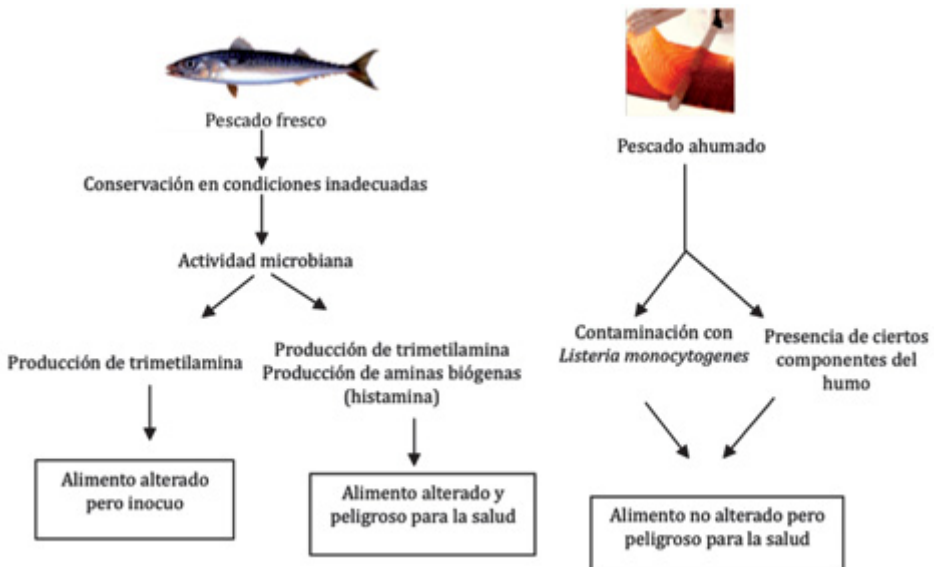 Pescado fresco
Conservación en condiciones inadecuadas
Actividad microbiana
Producción de trimetilamina
Alimento alterado
pero inocuo
Producción de trimetilamina
Producción de aminas biógenas
(histamina)
Alimento alterado y
peligroso para la salud
Pescado ahumado
Contaminación con
Listeria monocytogenes
Presencia de ciertos
componentes del
humo
Alimento no alterado pero
peligroso para la salud